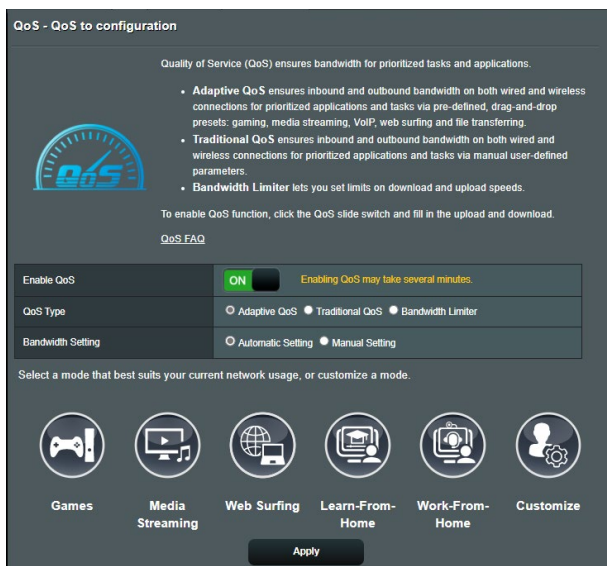 QoS - QoS to configuration
Quality of Service (QoS) ensures bandwidth for prioritized tasks and applications.
• Adaptive QoS ensures inbound and outbound bandwidth on both wired and wireless
connections for prioritized applications and tasks via pre-defined, drag-and-drop
presets: gaming, media streaming, VoIP, web surfing and file transferring.
• Traditional QoS ensures inbound and outbound bandwidth on both wired and
wireless connections for prioritized applications and tasks via manual user-defined
parameters.
• Bandwidth Limiter lets you set limits on download and upload speeds.
QoS
To enable QoS function, click the QoS slide switch and fill in the upload and download.
QoS FAQ
Enable QoS ON Enabling QoS may take several minutes.
QoS Type Adaptive QoS Traditional QoS Bandwidth Limiter
Bandwidth Setting Automatic Setting Manual Setting
Select a mode that best suits your current network usage, or customize a mode.
Games Media Web Surfing Learn-From- Work-From- Customize
Streaming Home Home
Apply